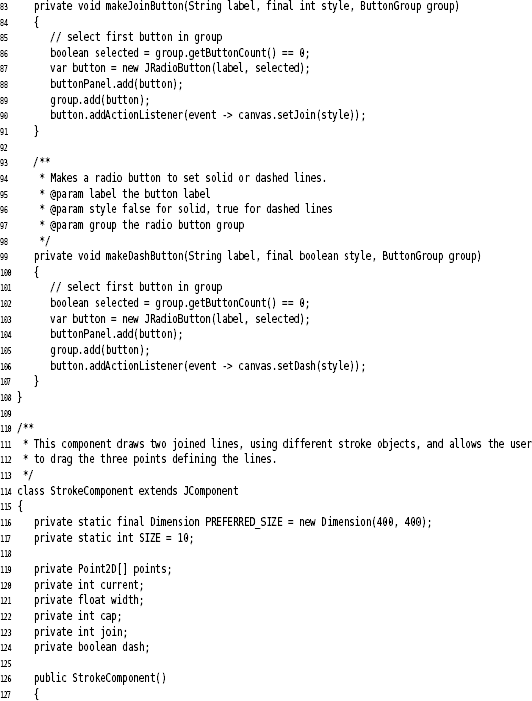 83 private void makeJoinButton(String label, final int style, ButtonGroup group)
84 {
85 // select first button in group
86 boolean selected = group.getButtonCount() == 0;
87 var button = new JRadioButton(label, selected);
88 buttonPanel.add(button);
89 group.add(button);
90 button.addActionListener(event -> canvas.setJoin(style));
91 }
92
93 /**
94 * Makes a radio button to set solid or dashed lines.
95 * @param label the button label
96 * @param style false for solid, true for dashed lines
97 * @param group the radio button group
98 */
99 private void makeDashButton(String label, final boolean style, ButtonGroup group)
100 {
101 // select first button in group
102 boolean selected = group.getButtonCount() == 0;
103 var button = new JRadioButton(label, selected);
104 buttonPanel.add(button);
105 group.add(button);
106 button.addActionListener(event -> canvas.setDash(style));
107 }
108 }
109
110 /**
111 * This component draws two joined lines, using different stroke objects, and allows the user
112 * to drag the three points defining the lines.
113 */
114 class StrokeComponent extends JComponent
115 {
116 private static final Dimension PREFERRED_SIZE = new Dimension(400, 400);
117 private static int SIZE = 10;
118
119 private Point2D[] points;
120 private int current;
121 private float width;
122 private int cap;
123 private int join;
124 private boolean dash;
125
126 public StrokeComponent()
127 {